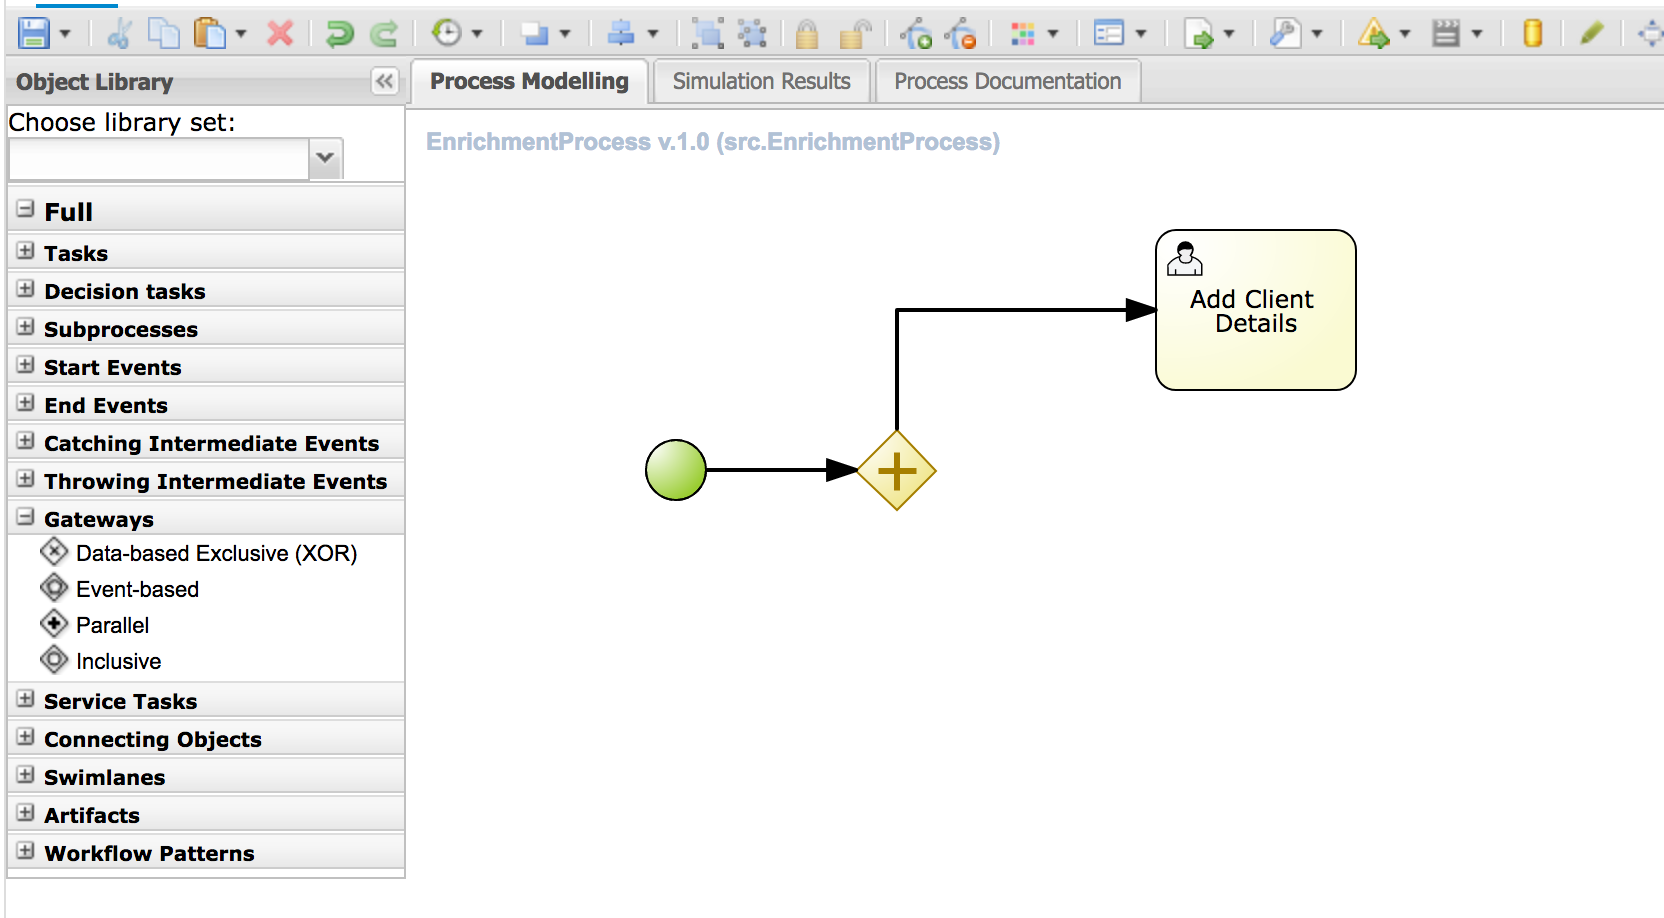 Object Library
Process Modelling
Simulation Results
Process Documentation
Choose library set:
EnrichmentProcess v.1.0 (src.EnrichmentProcess)
Full
Tasks
Decision tasks
Subprocesses
Start Events
End Events
Catching Intermediate Events
Throwing Intermediate Events
Gateways
Data-based Exclusive (XOR)
Event-based
Parallel
Inclusive
Service Tasks
Connecting Objects
Swimlanes
Artifacts
Workflow Patterns
Add Client
Details